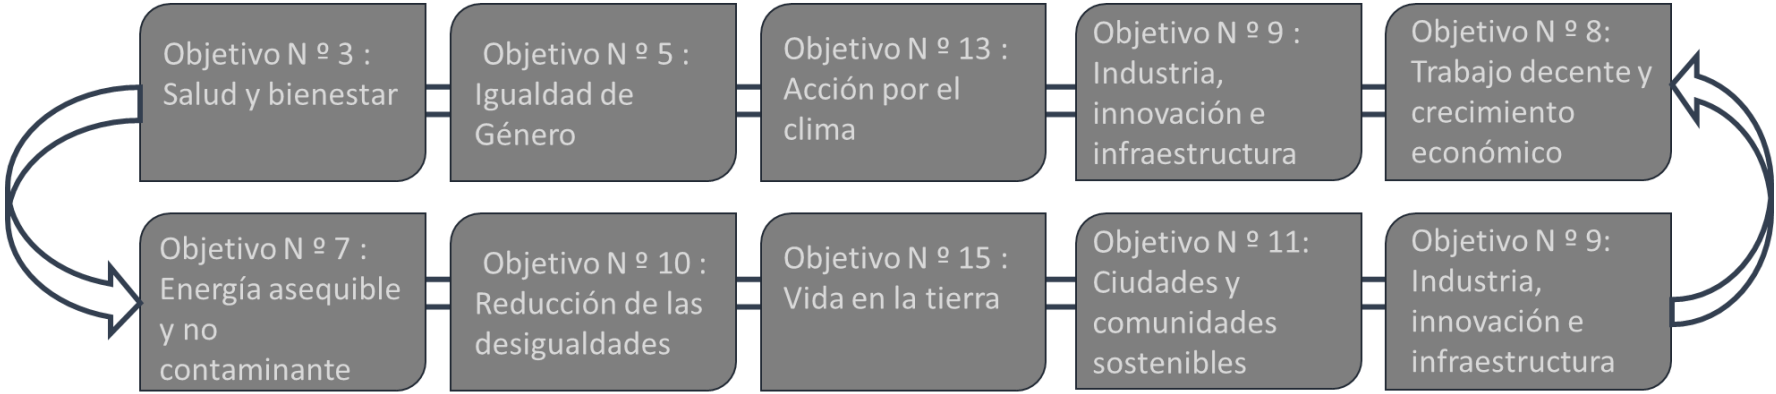 Objetivo N º 3 :
Salud y bienestar
Objetivo N º 5 :
Igualdad de
Género
Objetivo N º 13 :
Acción por el
clima
Objetivo N º 9 :
Industria,
innovación e
infraestructura
Objetivo N º 8:
Trabajo decente y
crecimiento
económico
Objetivo N º 7 :
Energía asequible
y no
contaminante
Objetivo N º 10 :
Reducción de las
desigualdades
Objetivo N º 15 :
Vida en la tierra
Objetivo N º 11:
Ciudades y
comunidades
sostenibles
Objetivo N º 9:
Industria,
innovación e
infraestructura